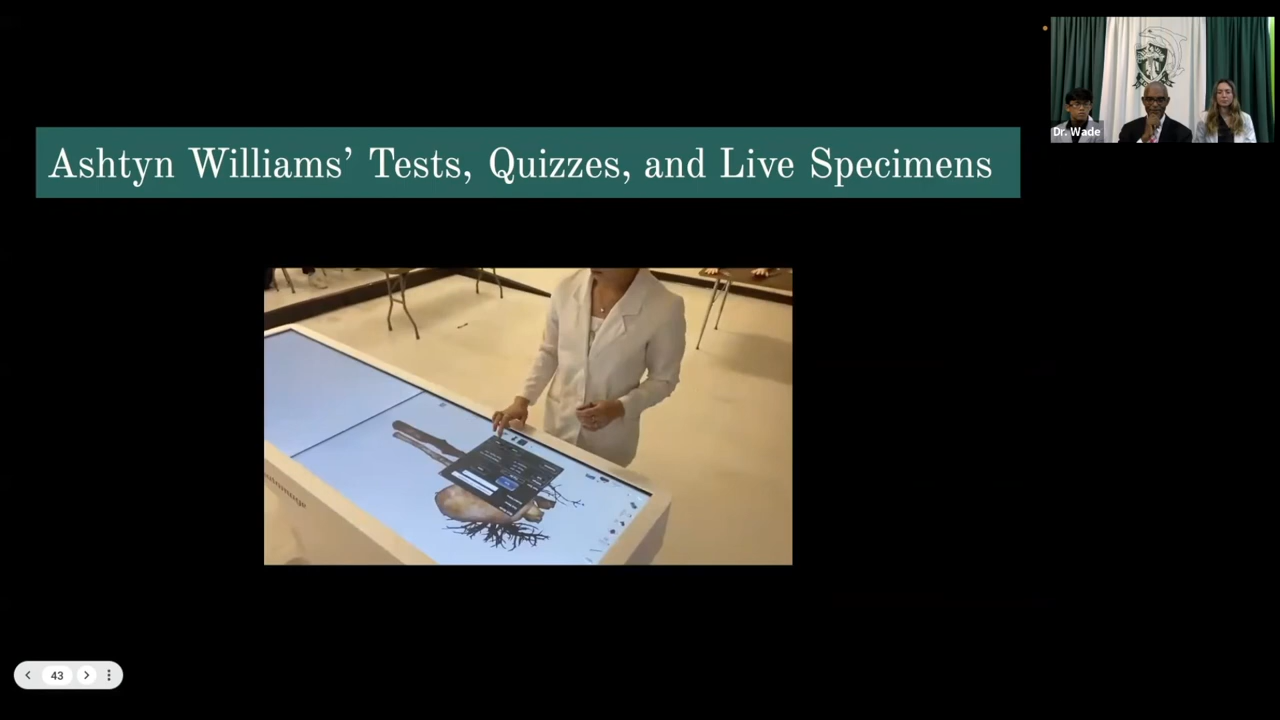 Ashtyn Williams’ Tests, Quizzes, and Live Specimens
Dr. Wade
43